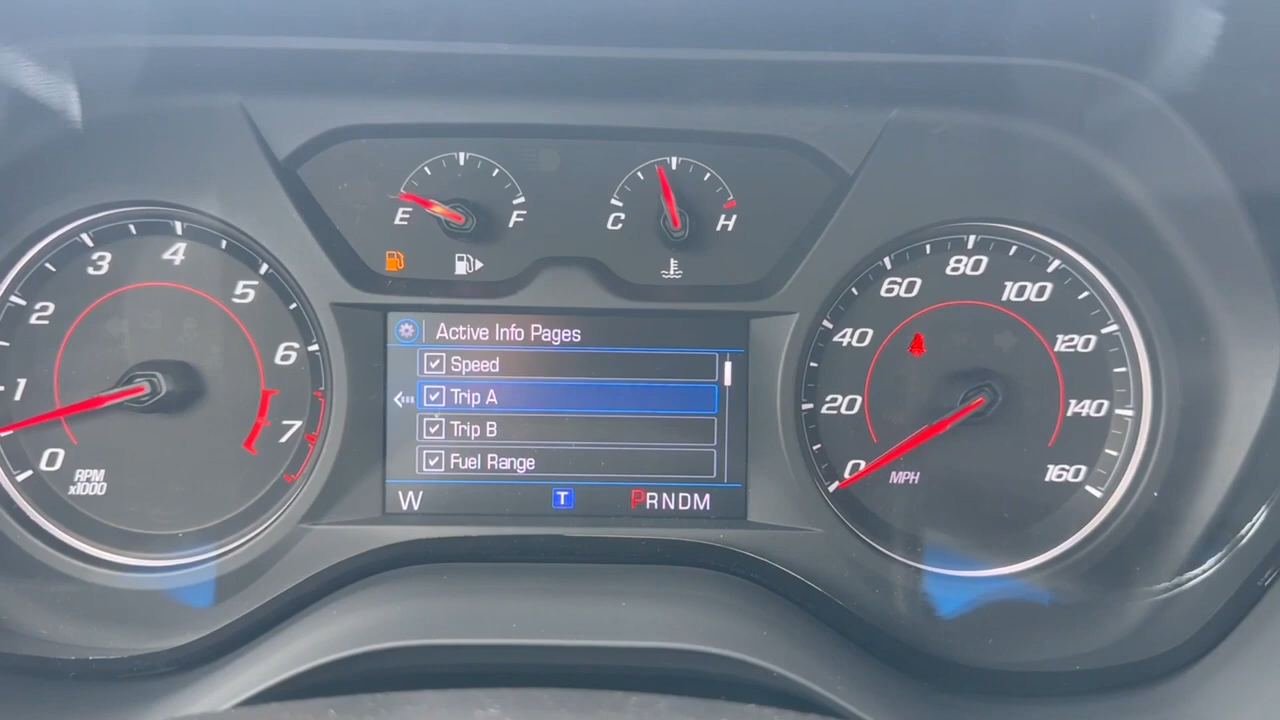 E F
C H
0 1 2 3 4 5 6 7
RPM
x1000
Active Info Pages
Speed
Trip A
Trip B
Fuel Range
W T PRNDM
0 20 40 60 80 100 120 140 160
MPH